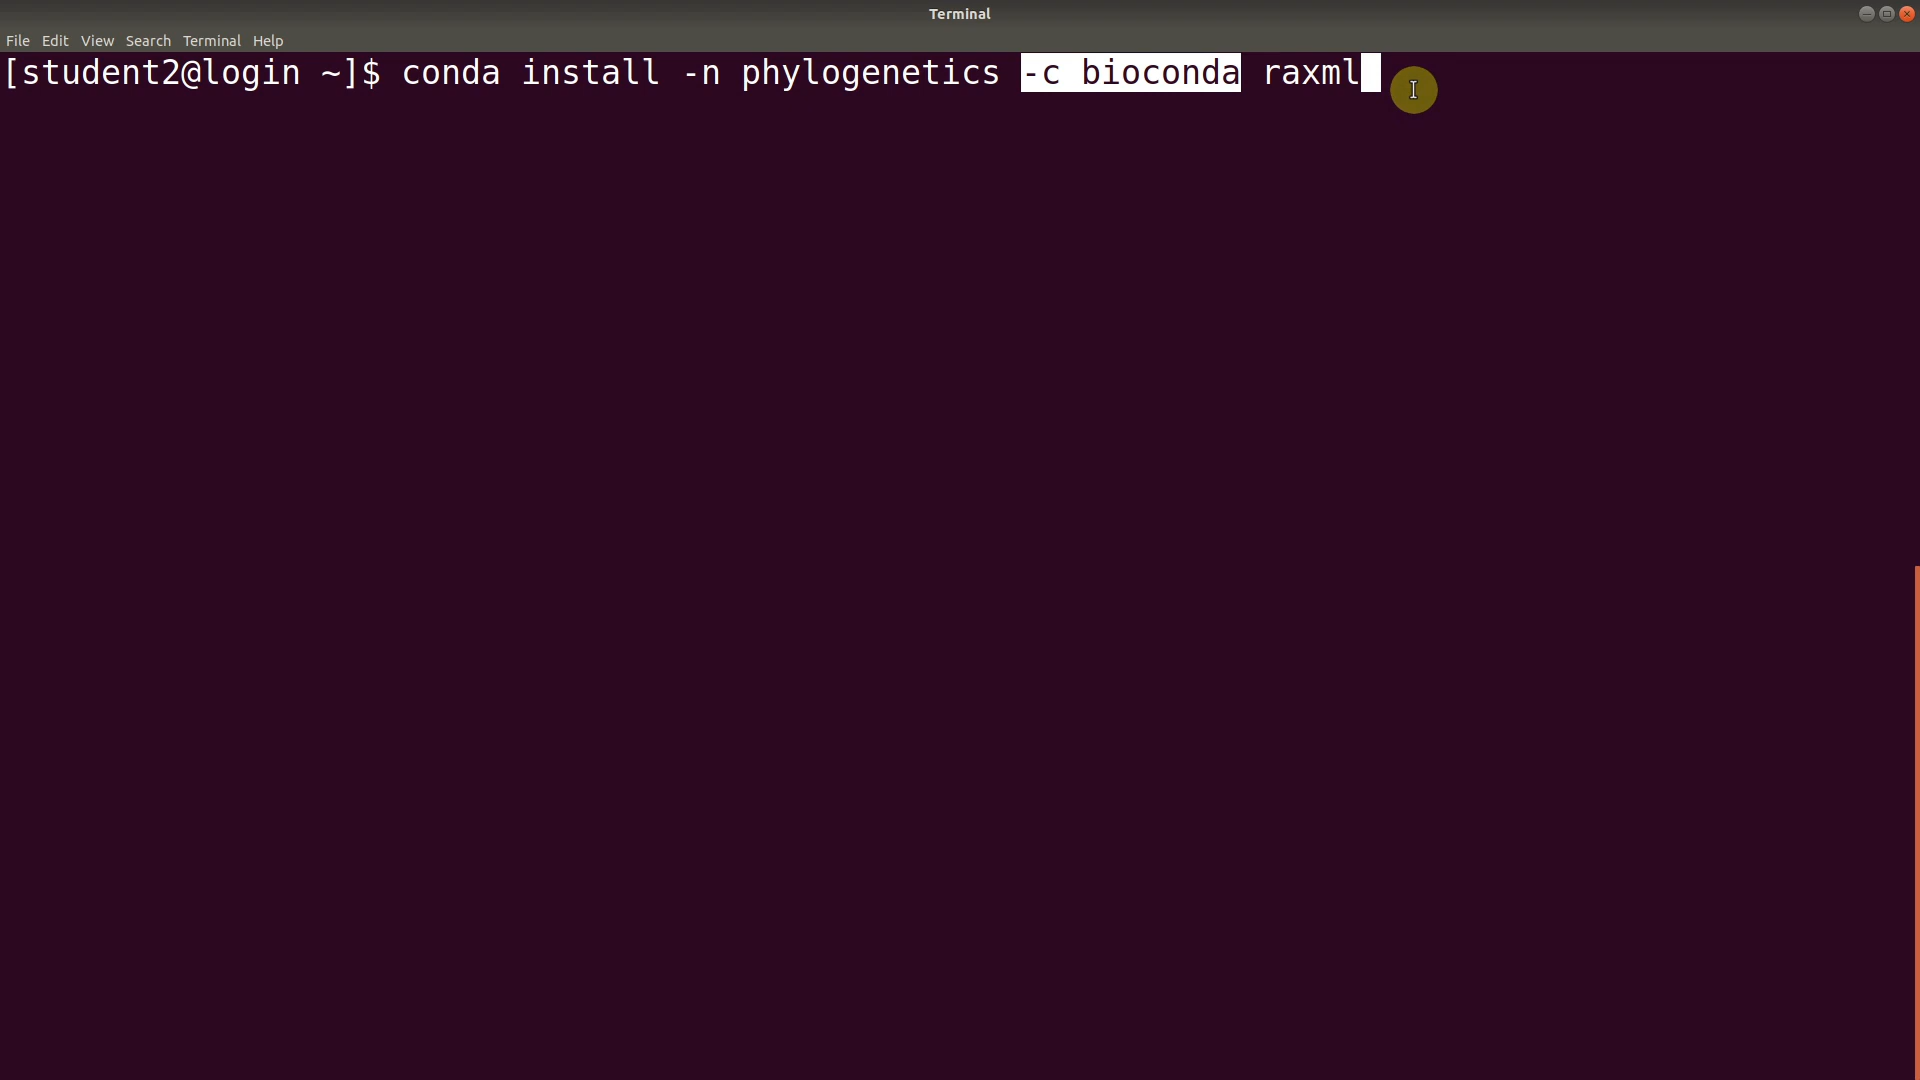 Terminal
File Edit View Search Terminal Help
[student2@login ~]$ conda install -n phylogenetics -c bioconda raxml